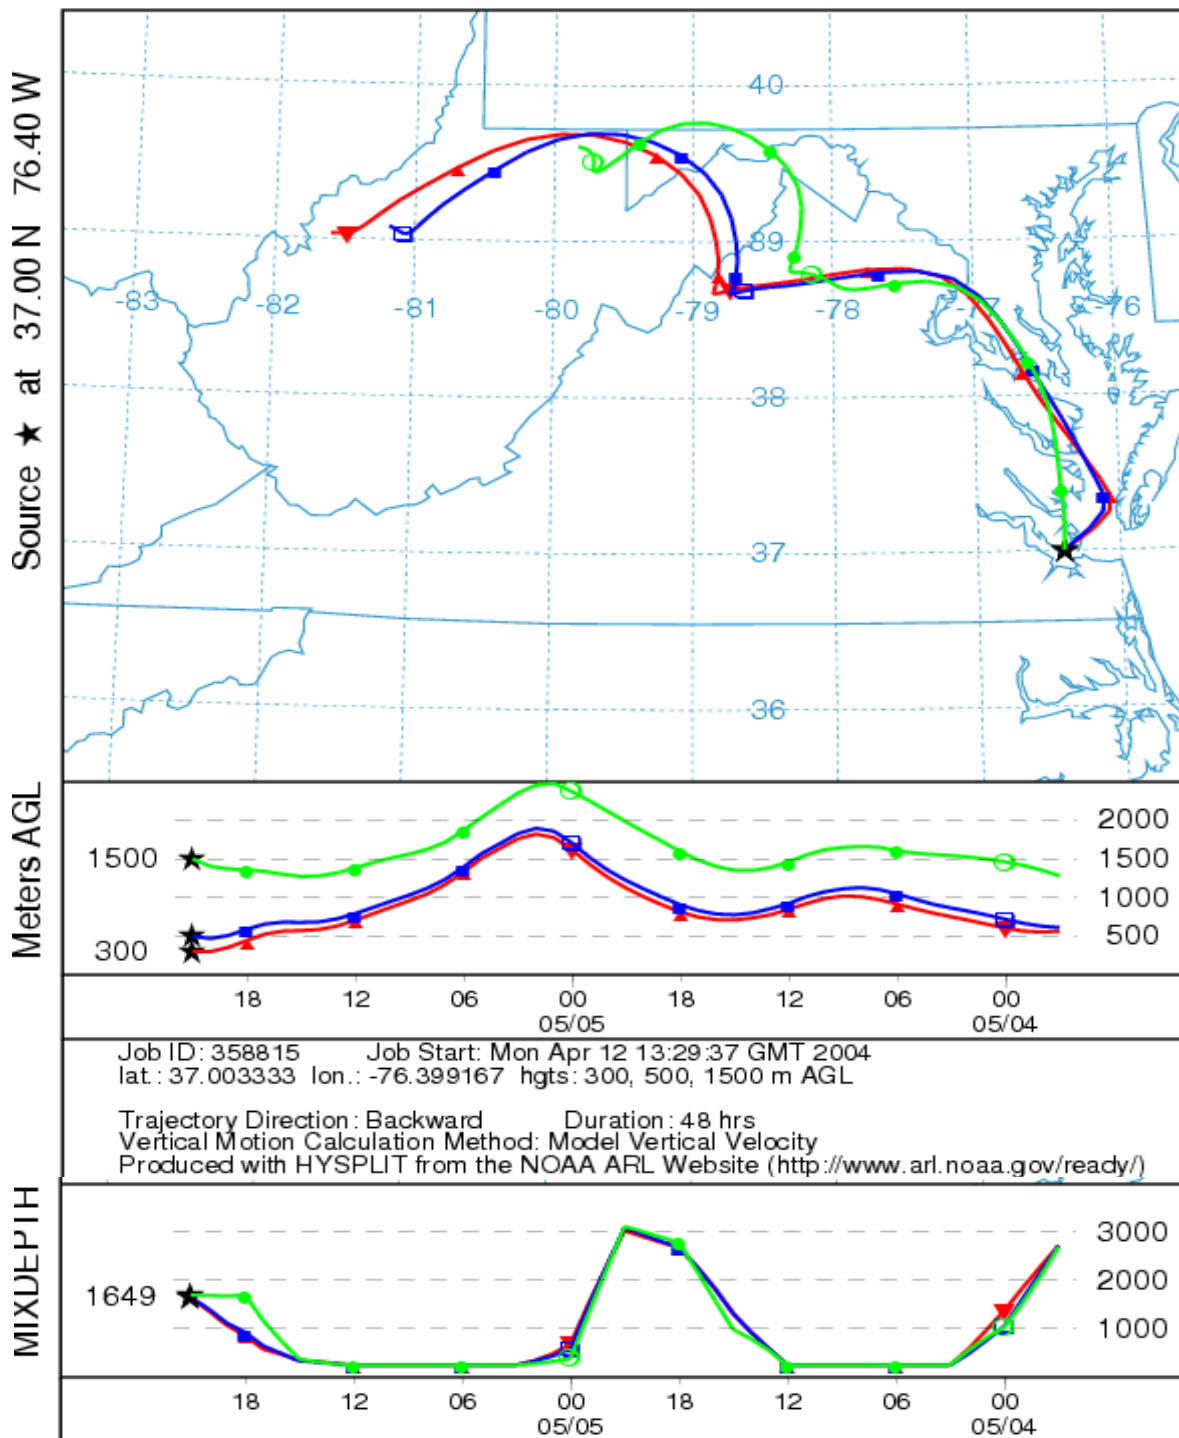 Source ★ at 37.00 N 76.40 W
40
39
38
37
36
-83
-82
-81
-80
-79
-78
-77
-76
Meters AGL
1500
300
2000
1500
1000
500
18 12 06 00 18 12 06 00
05/05 05/04
Job ID: 358815 Job Start: Mon Apr 12 13:29:37 GMT 2004
lat.: 37.003333 lon.: -76.399167 hgts: 300, 500, 1500 m AGL
Trajectory Direction: Backward Duration: 48 hrs
Vertical Motion Calculation Method: Model Vertical Velocity
Produced with HYSPLIT from the NOAA ARL Website (http://www.arl.noaa.gov/ready/)
MIXDEPTH
1649
3000
2000
1000
18 12 06 00 18 12 06 00
05/05 05/04